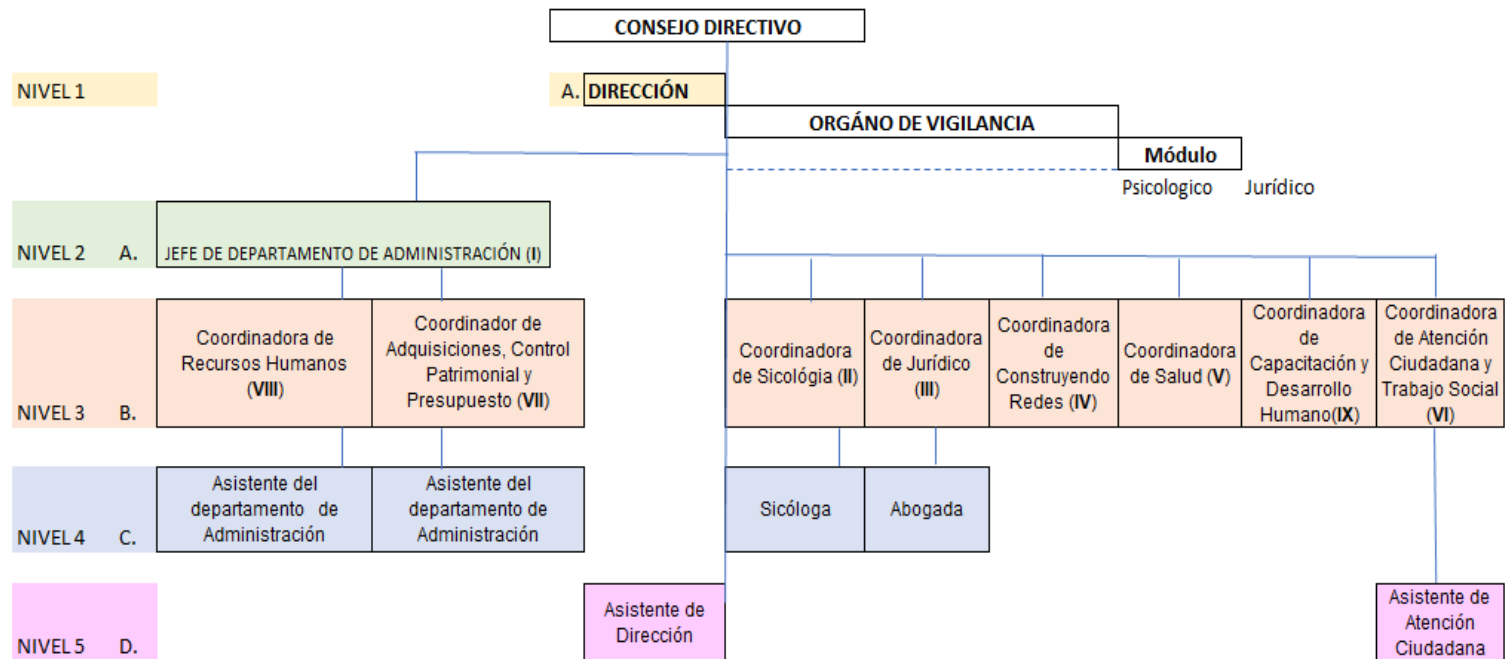 CONSEJO DIRECTIVO
NIVEL 1
A. DIRECCIÓN
ORGÁNO DE VIGILANCIA
Módulo
Psicologico Jurídico
NIVEL 2 A.
JEFE DE DEPARTAMENTO DE ADMINISTRACIÓN (I)
NIVEL 3 B.
Coordinadora de
Recursos Humanos
(VIII)
Coordinador de
Adquisiciones, Control
Patrimonial y
Presupuesto (VII)
Coordinadora
de Sicológia (II)
Coordinadora
de Jurídico
(III)
Coordinadora
de
Construyendo
Redes (IV)
Coordinadora
de Salud (V)
Coordinadora
de
Capacitación y
Desarrollo
Humano(IX)
Coordinadora
de Atención
Ciudadana y
Trabajo Social
(VI)
NIVEL 4 C.
Asistente del
departamento de
Administración
Asistente del
departamento de
Administración
Sicóloga
Abogada
NIVEL 5 D.
Asistente de
Dirección
Asistente de
Atención
Ciudadana